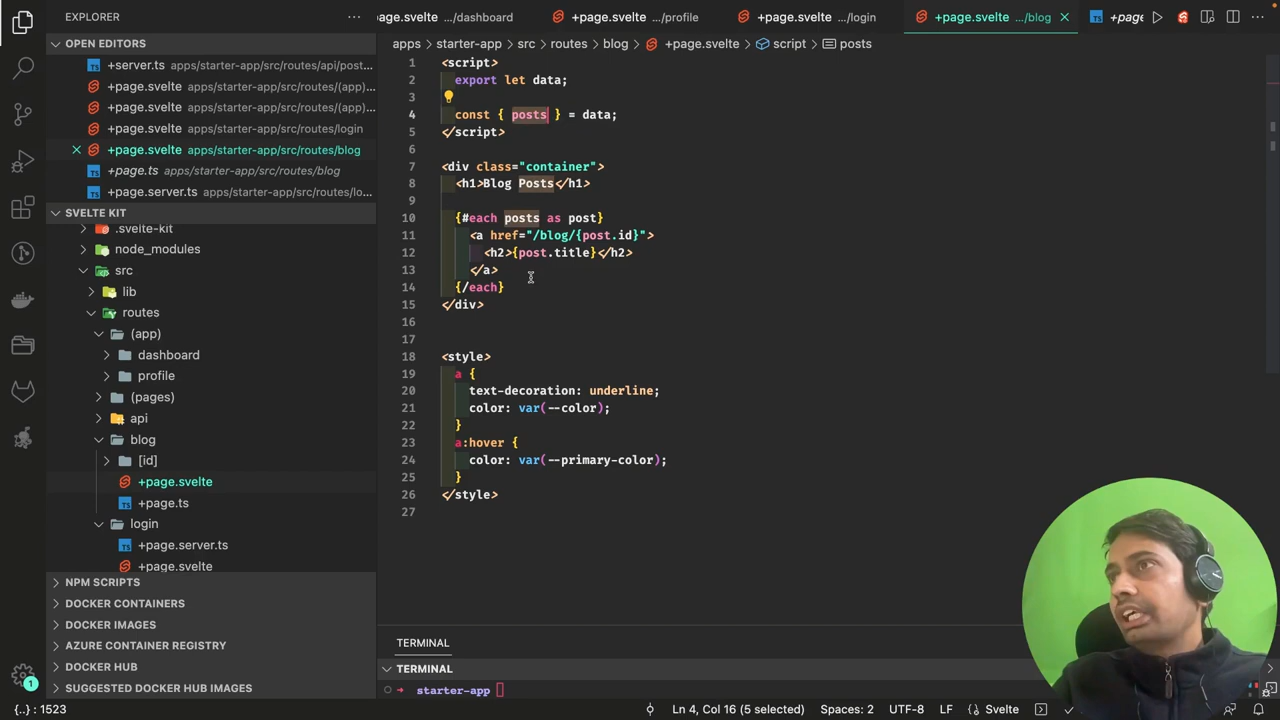 EXPLORER
OPEN EDITORS
+server.ts apps/starter-app/src/routes/api/post...
+page.svelte apps/starter-app/src/routes/(app)...
+page.svelte apps/starter-app/src/routes/(app)...
+page.svelte apps/starter-app/src/routes/login
+page.svelte apps/starter-app/src/routes/blog
+page.ts apps/starter-app/src/routes/blog
+page.server.ts apps/starter-app/src/routes/lo...
SVELTE KIT
.svelte-kit
node_modules
src
lib
routes
(app)
dashboard
profile
(pages)
api
blog
[id]
+page.svelte
+page.ts
login
+page.server.ts
+page.svelte
NPM SCRIPTS
DOCKER CONTAINERS
DOCKER IMAGES
AZURE CONTAINER REGISTRY
DOCKER HUB
SUGGESTED DOCKER HUB IMAGES
+page.svelte .../dashboard +page.svelte .../profile +page.svelte .../login +page.svelte .../blog +page
apps > starter-app > src > routes > blog > +page.svelte > script > posts
1 <script>
2 export let data;
3
4 const { posts } = data;
5 </script>
6
7 <div class="container">
8 <h1>Blog Posts</h1>
9
10 {#each posts as post}
11 <a href="/blog/{post.id}">
12 <h2>{post.title}</h2>
13 </a>
14 {/each}
15 </div>
16
17
18 <style>
19 a {
20 text-decoration: underline;
21 color: var(--color);
22 }
23 a:hover {
24 color: var(--primary-color);
25 }
26 </style>
27
TERMINAL
TERMINAL
starter-app
1
{..} : 1523
Ln 4, Col 16 (5 selected) Spaces: 2 UTF-8 LF {} Svelte